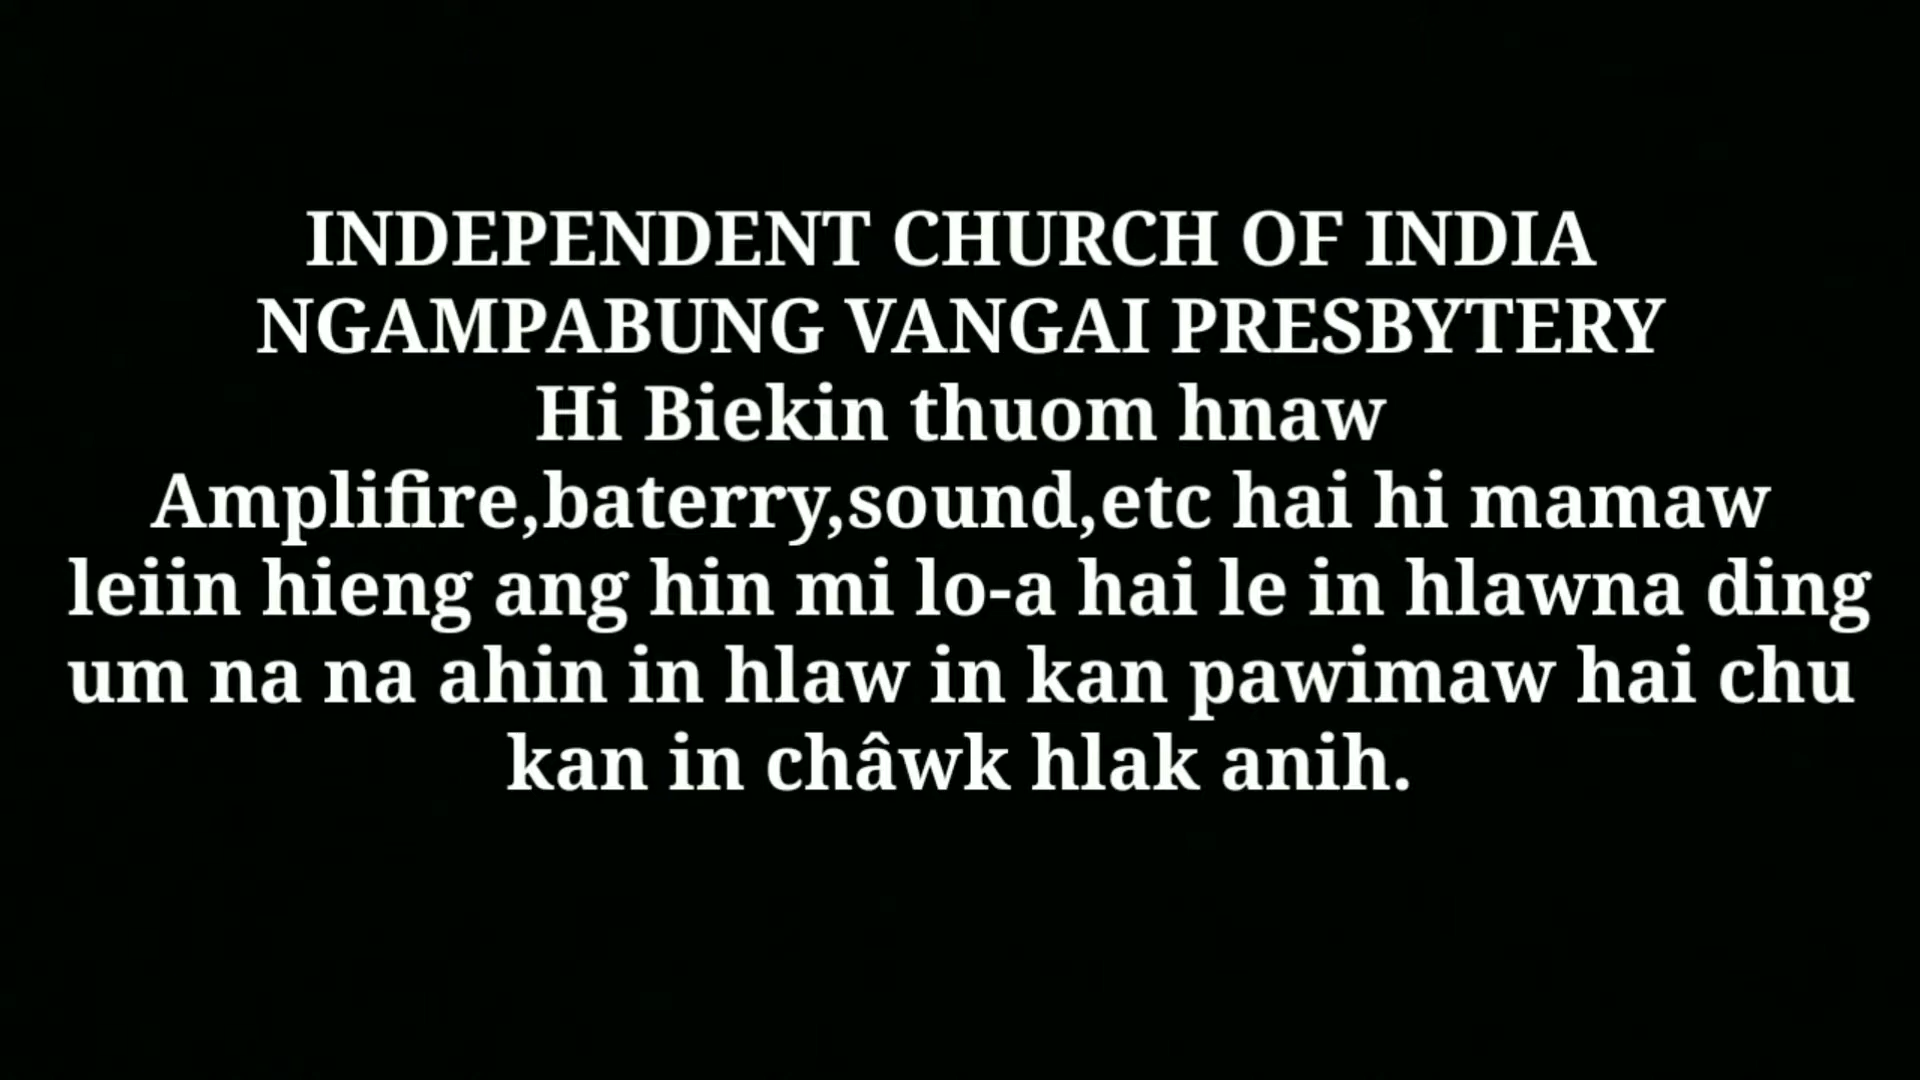 INDEPENDENT CHURCH OF INDIA
NGAMPABUNG VANGAI PRESBYTERY
Hi Biekin thuom hnaw
Amplifire,baterry,sound,etc hai hi mamaw
leiin hieng ang hin mi lo-a hai le in hlawna ding
um na na ahin in hlaw in kan pawimaw hai chu
kan in châwk hlak anih.